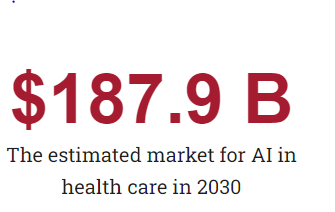 $187.9 B
The estimated market for AI in
health care in 2030